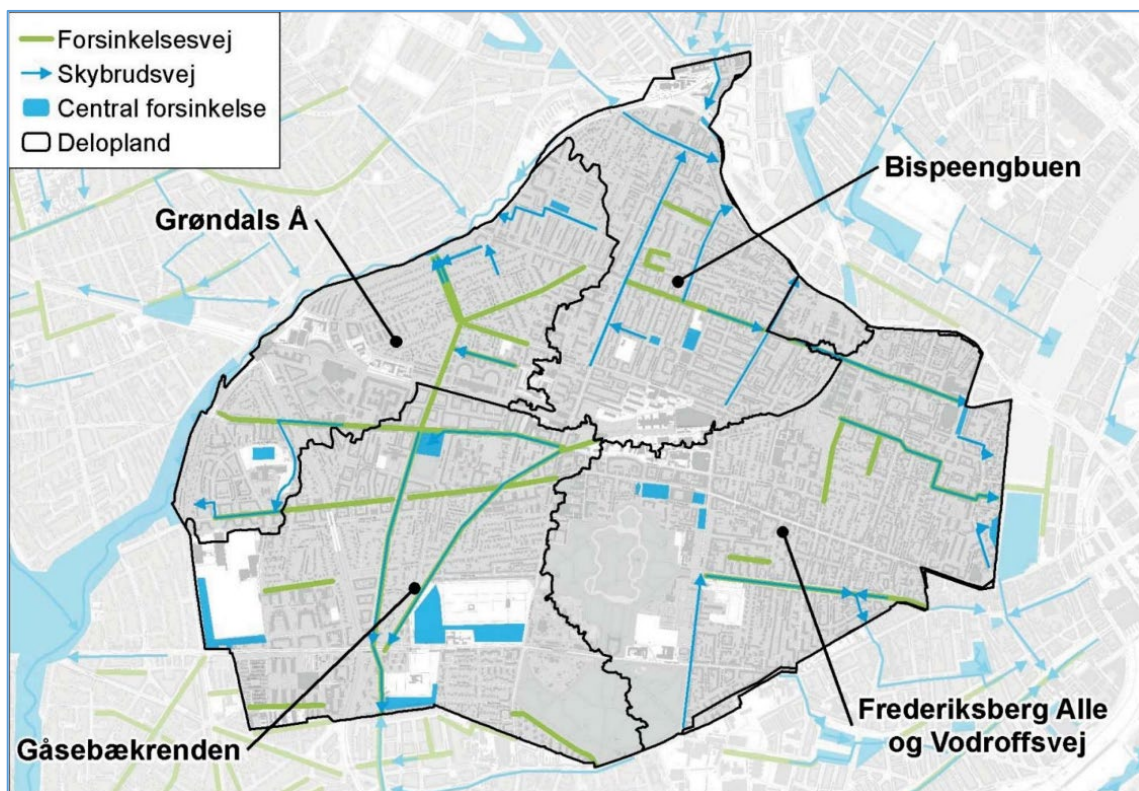 Forsinkelsesvej
Skybrudsvej
Central forsinkelse
Delopland
Bispeengbuen
Grøndals Å
Frederiksberg Alle
og Vodroffsvej
Gåsebækrenden